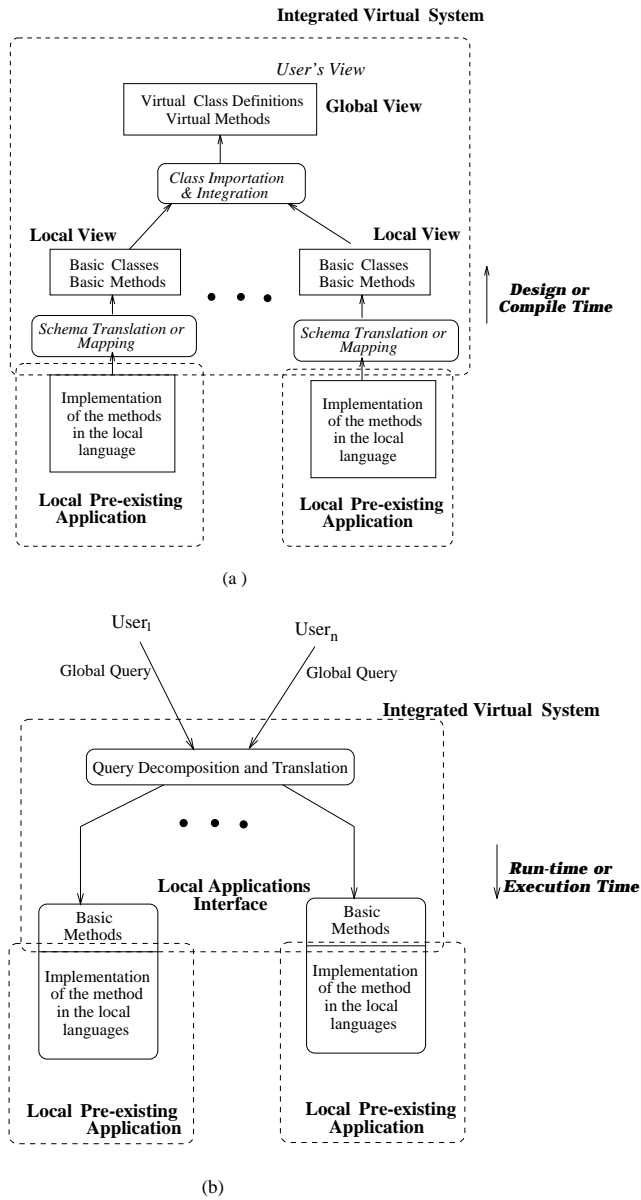 Integrated Virtual System
User's View
Virtual Class Definitions
Virtual Methods
Global View
Class Importation
& Integration
Local View
Local View
Basic Classes
Basic Methods
Basic Classes
Basic Methods
Design or
Compile Time
Schema Translation or
Mapping
Schema Translation or
Mapping
Implementation
of the methods
in the local
language
Implementation
of the methods
in the local
language
Local Pre-existing
Application
Local Pre-existing
Application
(a )
User1
Usern
Global Query
Global Query
Integrated Virtual System
Query Decomposition and Translation
Run-time or
Execution Time
Local Applications
Interface
Basic
Methods
Basic
Methods
Implementation
of the method
in the local
languages
Implementation
of the method
in the local
languages
Local Pre-existing
Application
Local Pre-existing
Application
(b)